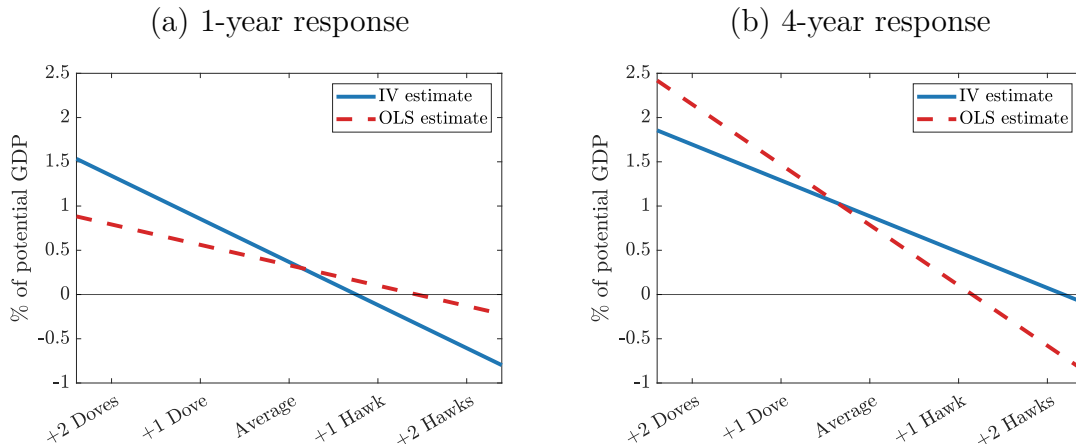 (a) 1-year response
2.5
2
1.5
1
0.5
0
-0.5
-1
% of potential GDP
IV estimate
OLS estimate
+2 Doves
+1 Dove
Average
+1 Hawk
+2 Hawks
(b) 4-year response
2.5
2
1.5
1
0.5
0
-0.5
-1
% of potential GDP
IV estimate
OLS estimate
+2 Doves
+1 Dove
Average
+1 Hawk
+2 Hawks